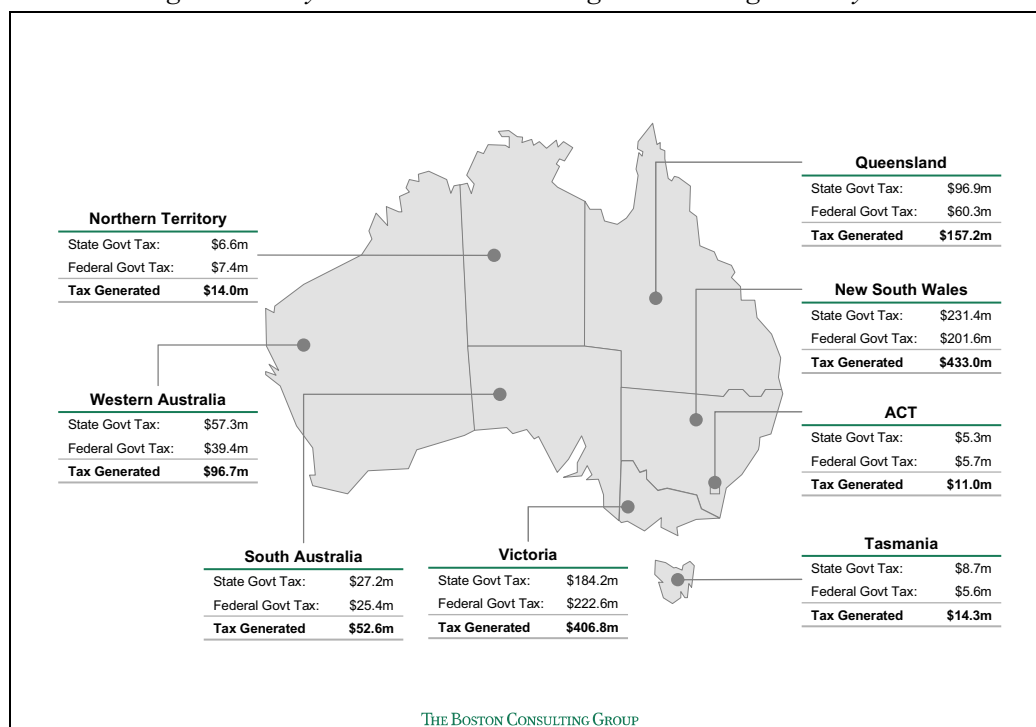 Northern Territory
State Govt Tax: $6.6m
Federal Govt Tax: $7.4m
Tax Generated $14.0m
Western Australia
State Govt Tax: $57.3m
Federal Govt Tax: $39.4m
Tax Generated $96.7m
South Australia
State Govt Tax: $27.2m
Federal Govt Tax: $25.4m
Tax Generated $52.6m
Victoria
State Govt Tax: $184.2m
Federal Govt Tax: $222.6m
Tax Generated $406.8m
Queensland
State Govt Tax: $96.9m
Federal Govt Tax: $60.3m
Tax Generated $157.2m
New South Wales
State Govt Tax: $231.4m
Federal Govt Tax: $201.6m
Tax Generated $433.0m
ACT
State Govt Tax: $5.3m
Federal Govt Tax: $5.7m
Tax Generated $11.0m
Tasmania
State Govt Tax: $8.7m
Federal Govt Tax: $5.6m
Tax Generated $14.3m
THE BOSTON CONSULTING GROUP